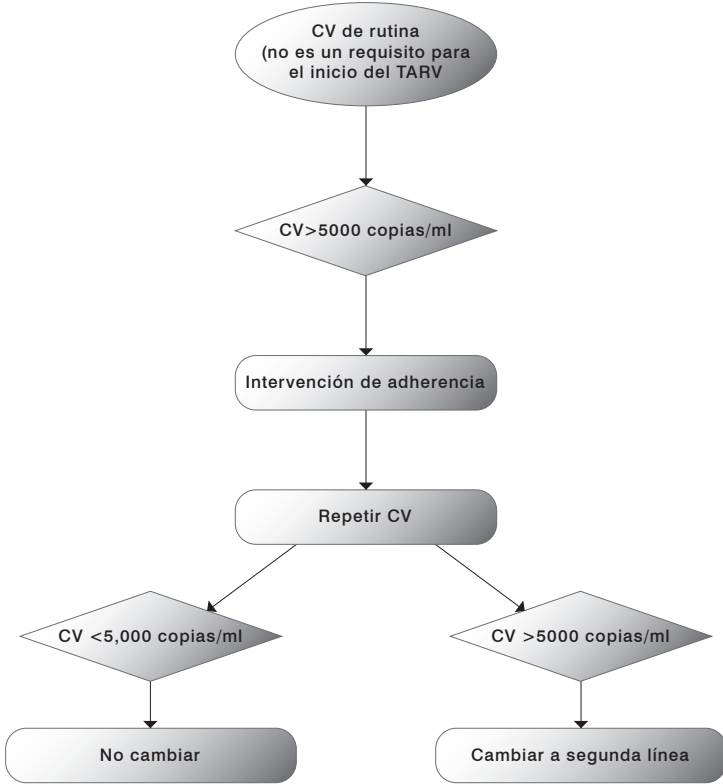 CV de rutina
(no es un requisito para
el inicio del TARV
CV>5000 copias/ml
Intervención de adherencia
Repetir CV
CV <5,000 copias/ml
CV >5000 copias/ml
No cambiar
Cambiar a segunda línea